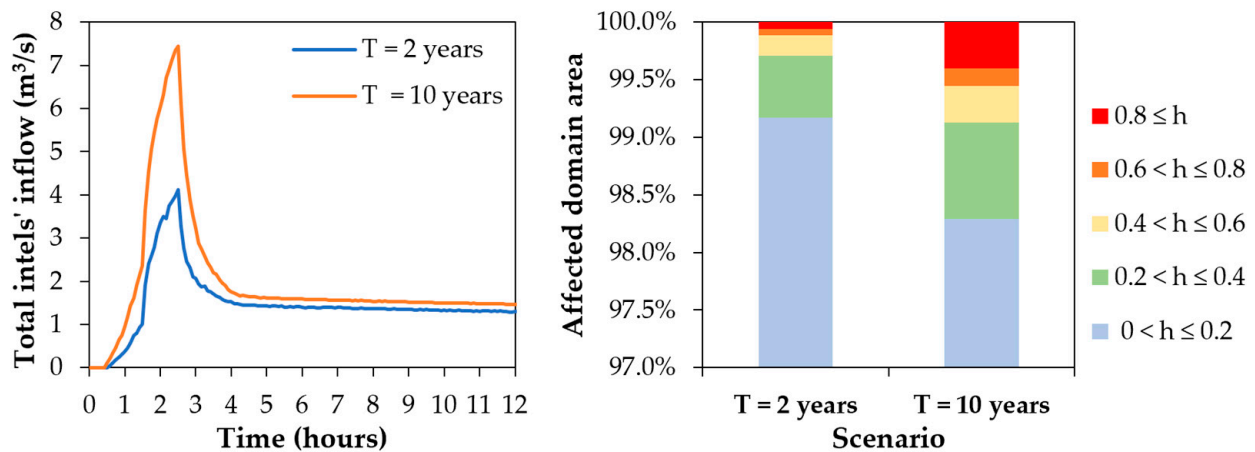 Total intels' inflow (m³/s)
8
7
6
5
4
3
2
1
0
T = 2 years
T = 10 years
0 1 2 3 4 5 6 7 8 9 10 11 12
Time (hours)
Affected domain area
100.0%
99.5%
99.0%
98.5%
98.0%
97.5%
97.0%
T = 2 years T = 10 years
Scenario
0.8 ≤ h
0.6 < h ≤ 0.8
0.4 < h ≤ 0.6
0.2 < h ≤ 0.4
0 < h ≤ 0.2